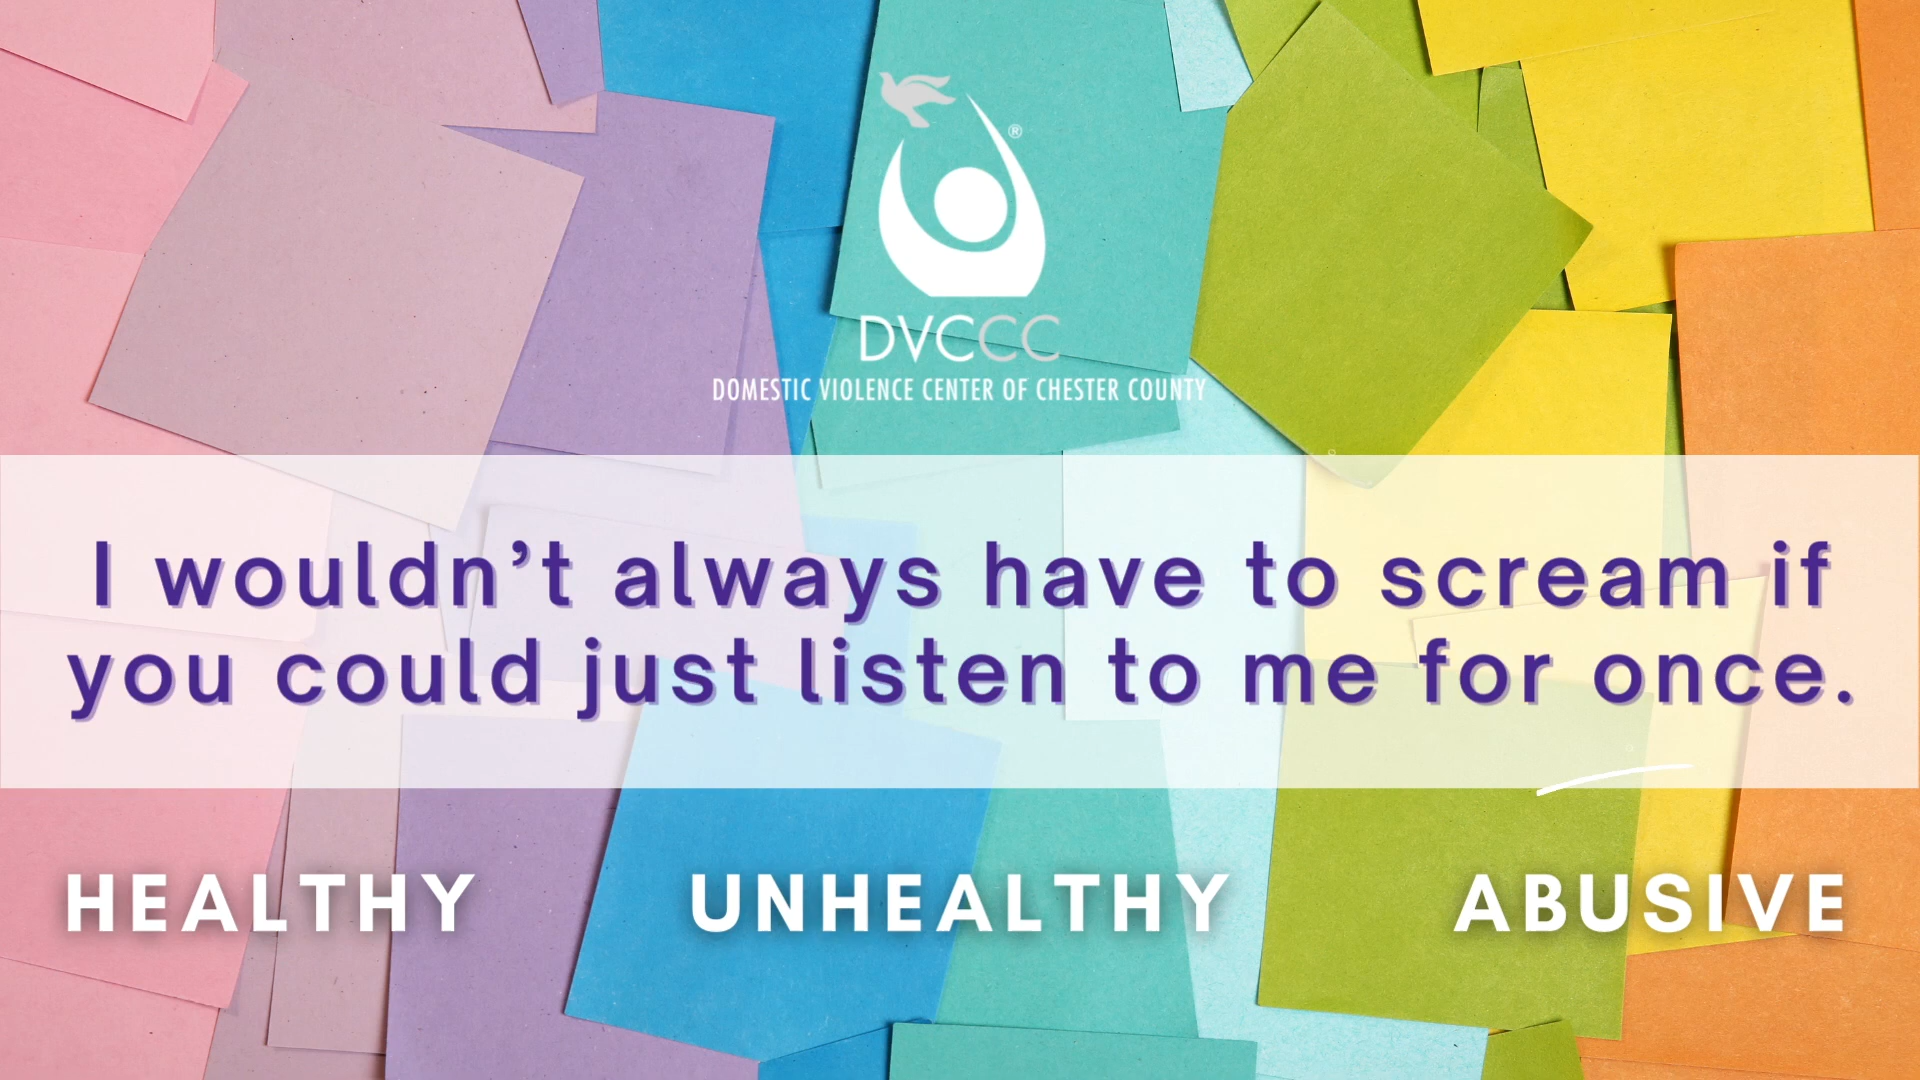 ®
DVCCC
DOMESTIC VIOLENCE CENTER OF CHESTER COUNTY
I wouldn’t always have to scream if
you could just listen to me for once.
HEALTHY UNHEALTHY ABUSIVE